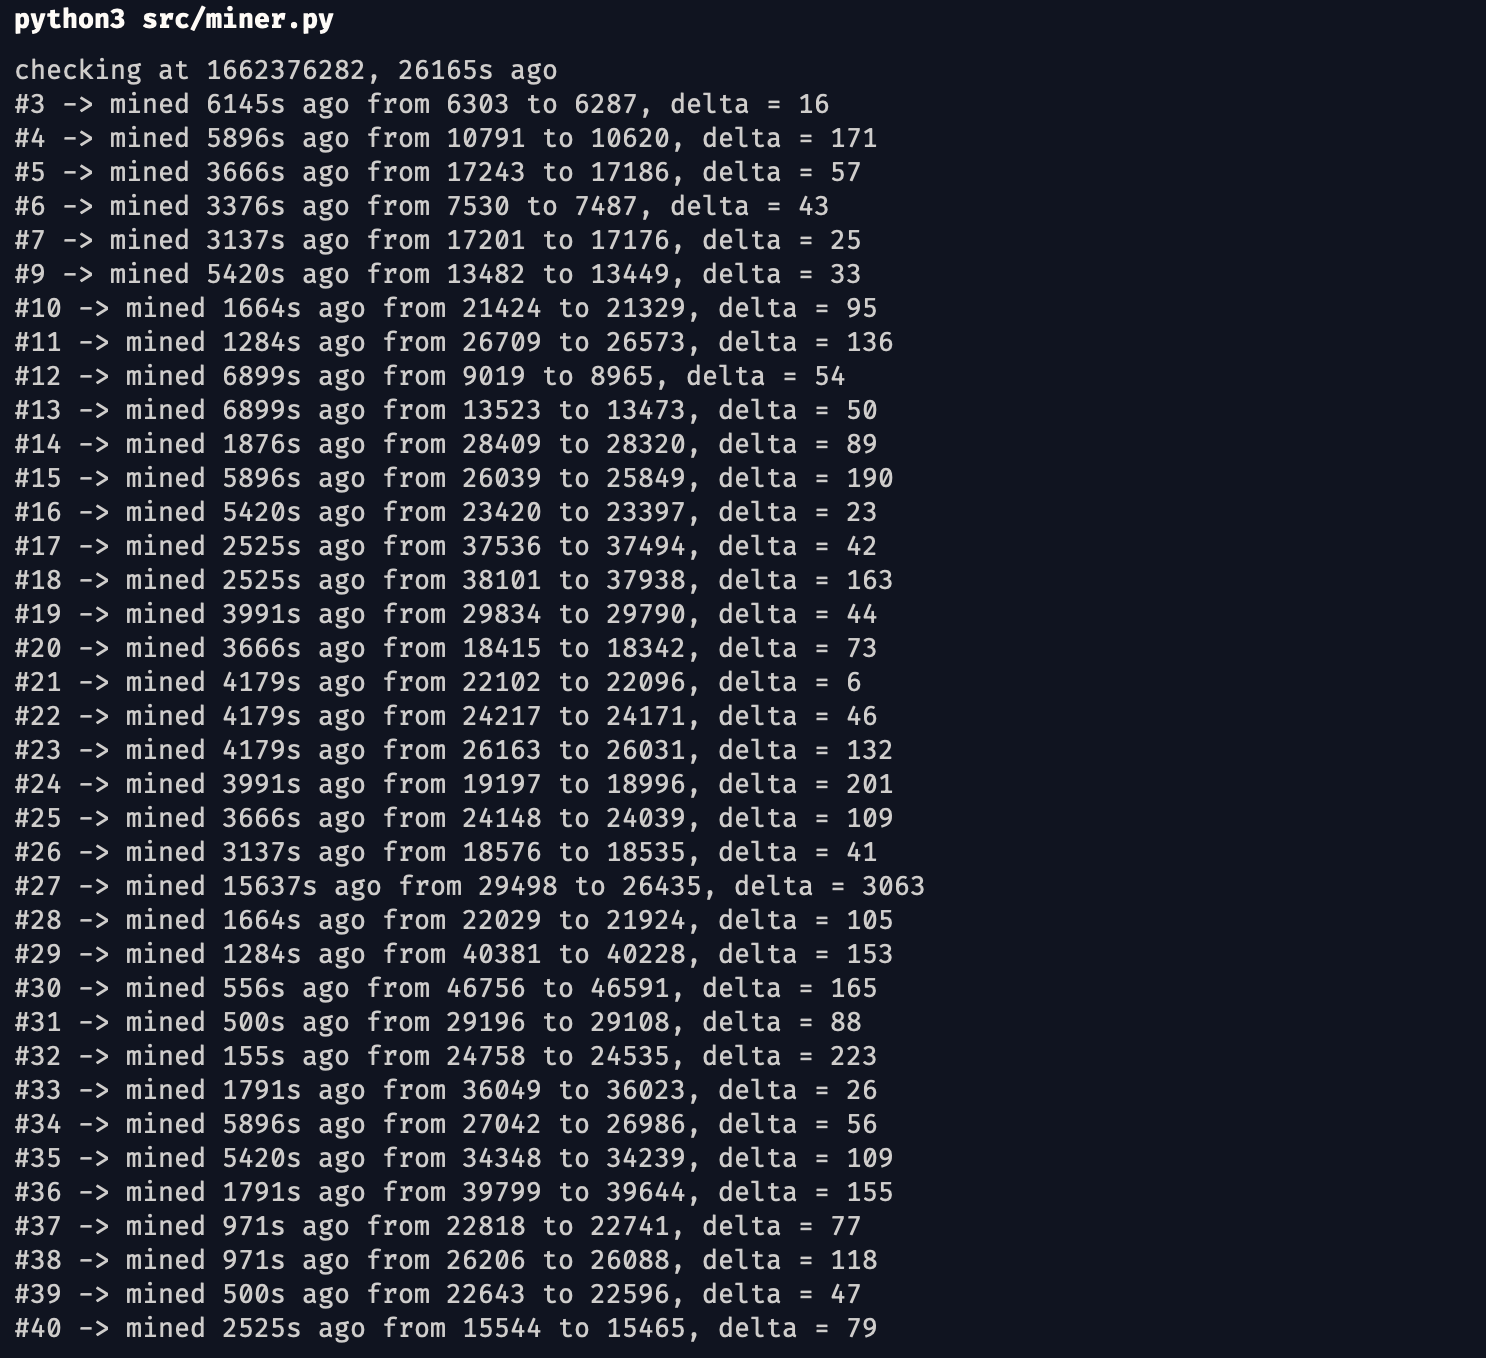 python3 src/miner.py
checking at 1662376282, 26165s ago
#3 -> mined 6145s ago from 6303 to 6287, delta = 16
#4 -> mined 5896s ago from 10791 to 10620, delta = 171
#5 -> mined 3666s ago from 17243 to 17186, delta = 57
#6 -> mined 3376s ago from 7530 to 7487, delta = 43
#7 -> mined 3137s ago from 17201 to 17176, delta = 25
#9 -> mined 5420s ago from 13482 to 13449, delta = 33
#10 -> mined 1664s ago from 21424 to 21329, delta = 95
#11 -> mined 1284s ago from 26709 to 26573, delta = 136
#12 -> mined 6899s ago from 9019 to 8965, delta = 54
#13 -> mined 6899s ago from 13523 to 13473, delta = 50
#14 -> mined 1876s ago from 28409 to 28320, delta = 89
#15 -> mined 5896s ago from 26039 to 25849, delta = 190
#16 -> mined 5420s ago from 23420 to 23397, delta = 23
#17 -> mined 2525s ago from 37536 to 37494, delta = 42
#18 -> mined 2525s ago from 38101 to 37938, delta = 163
#19 -> mined 3991s ago from 29834 to 29790, delta = 44
#20 -> mined 3666s ago from 18415 to 18342, delta = 73
#21 -> mined 4179s ago from 22102 to 22096, delta = 6
#22 -> mined 4179s ago from 24217 to 24171, delta = 46
#23 -> mined 4179s ago from 26163 to 26031, delta = 132
#24 -> mined 3991s ago from 19197 to 18996, delta = 201
#25 -> mined 3666s ago from 24148 to 24039, delta = 109
#26 -> mined 3137s ago from 18576 to 18535, delta = 41
#27 -> mined 15637s ago from 29498 to 26435, delta = 3063
#28 -> mined 1664s ago from 22029 to 21924, delta = 105
#29 -> mined 1284s ago from 40381 to 40228, delta = 153
#30 -> mined 556s ago from 46756 to 46591, delta = 165
#31 -> mined 500s ago from 29196 to 29108, delta = 88
#32 -> mined 155s ago from 24758 to 24535, delta = 223
#33 -> mined 1791s ago from 36049 to 36023, delta = 26
#34 -> mined 5896s ago from 27042 to 26986, delta = 56
#35 -> mined 5420s ago from 34348 to 34239, delta = 109
#36 -> mined 1791s ago from 39799 to 39644, delta = 155
#37 -> mined 971s ago from 22818 to 22741, delta = 77
#38 -> mined 971s ago from 26206 to 26088, delta = 118
#39 -> mined 500s ago from 22643 to 22596, delta = 47
#40 -> mined 2525s ago from 15544 to 15465, delta = 79